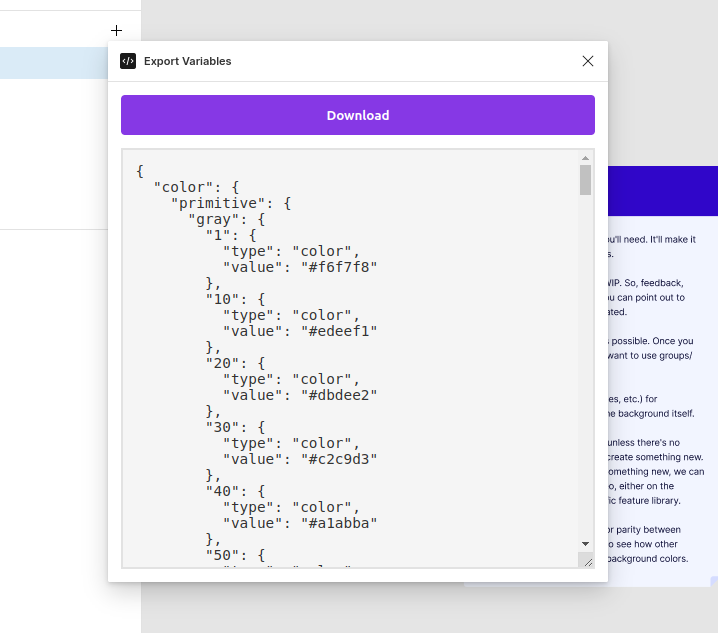 Export Variables
Download
{
"color": {
"primitive": {
"gray": {
"1": {
"type": "color",
"value": "#f6f7f8"
},
"10": {
"type": "color",
"value": "#edeef1"
},
"20": {
"type": "color",
"value": "#dbdee2"
},
"30": {
"type": "color",
"value": "#c2c9d3"
},
"40": {
"type": "color",
"value": "#a1abba"
},
"50": {
you'll need. It'll make it
WIP. So, feedback,
you can point out to
possible. Once you
want to use groups/
es, etc.) for
he background itself.
unless there's no
create something new.
omething new, we can
o, either on the
ic feature library.
or parity between
o see how other
background colors.